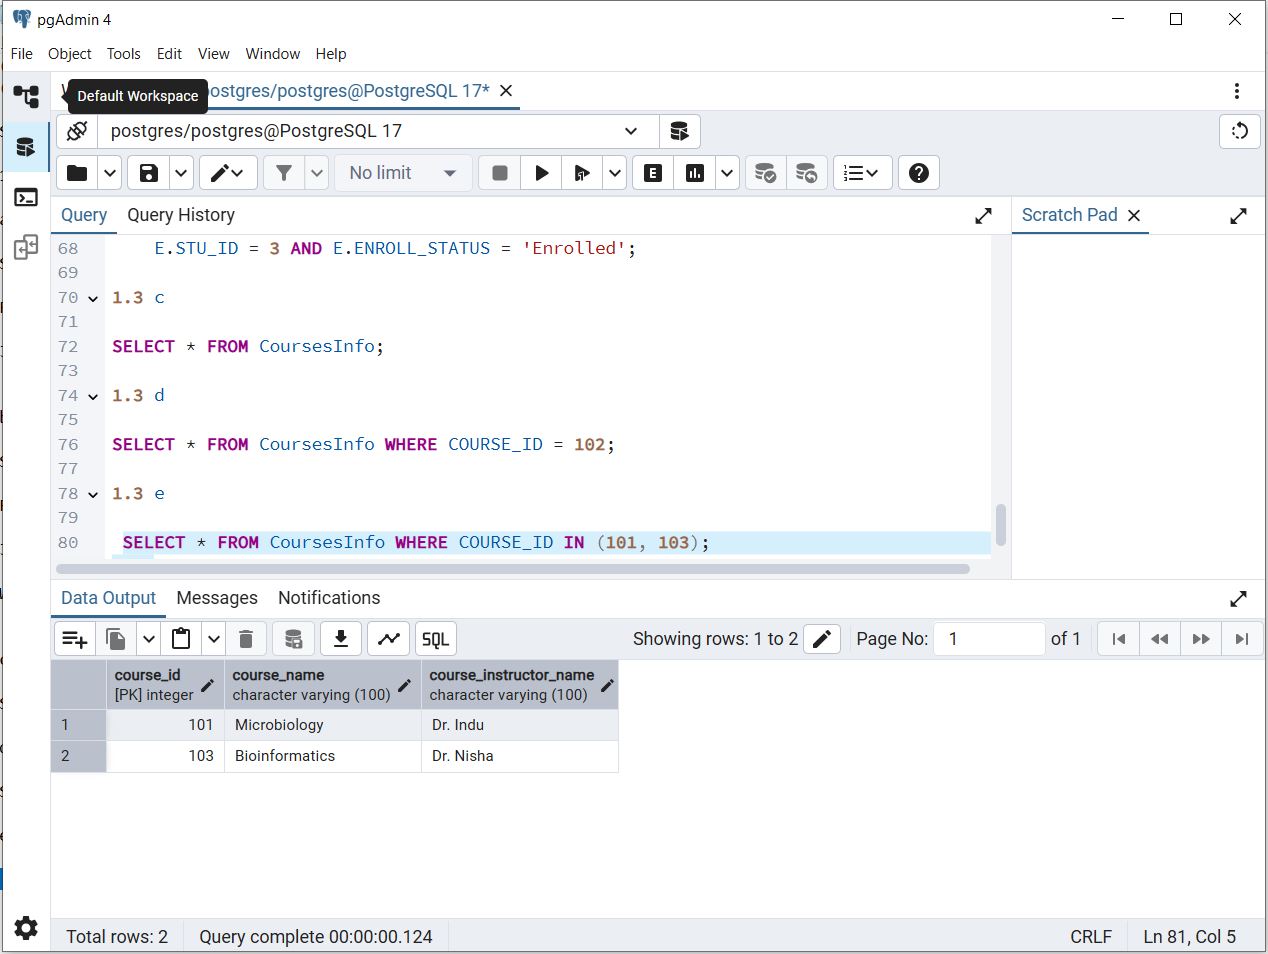 pgAdmin 4
File Object Tools Edit View Window Help
Default Workspace
postgres/postgres@PostgreSQL 17*
postgres/postgres@PostgreSQL 17
No limit
E
Query Query History
Scratch Pad
68 E.STU_ID = 3 AND E.ENROLL_STATUS = 'Enrolled';
69
70 1.3 c
71
72 SELECT * FROM CoursesInfo;
73
74 1.3 d
75
76 SELECT * FROM CoursesInfo WHERE COURSE_ID = 102;
77
78 1.3 e
79
80 SELECT * FROM CoursesInfo WHERE COURSE_ID IN (101, 103);
Data Output Messages Notifications
SQL Showing rows: 1 to 2 Page No: 1 of 1
course_id course_name course_instructor_name
[PK] integer character varying (100) character varying (100)
1 101 Microbiology Dr. Indu
2 103 Bioinformatics Dr. Nisha
Total rows: 2 Query complete 00:00:00.124 CRLF Ln 81, Col 5